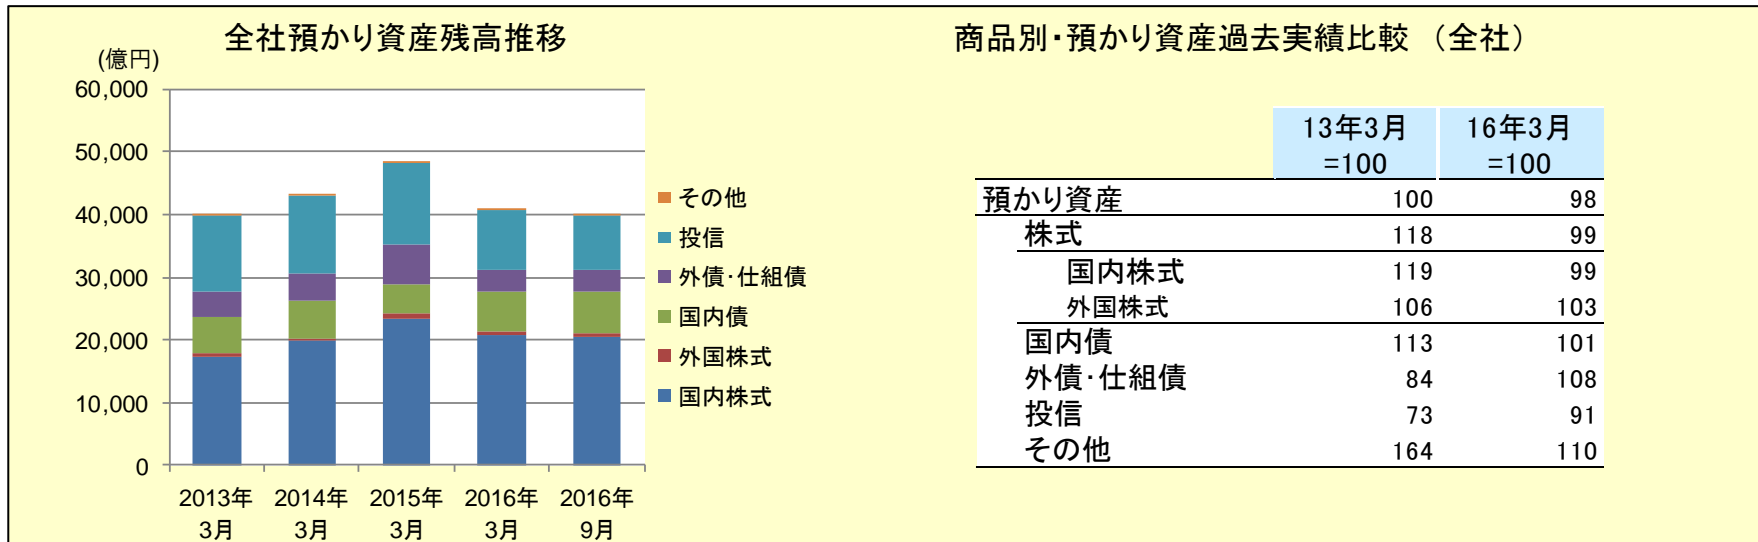 全社預かり資産残高推移
(億円)
60,000
50,000
40,000
30,000
20,000
10,000
0
2013年
3月
2014年
3月
2015年
3月
2016年
3月
2016年
9月
その他
投信
外債・仕組債
国内債
外国株式
国内株式
商品別・預かり資産過去実績比較 （全社）
13年3月 16年3月
=100 =100
預かり資産 100 98
株式 118 99
国内株式 119 99
外国株式 106 103
国内債 113 101
外債・仕組債 84 108
投信 73 91
その他 164 110